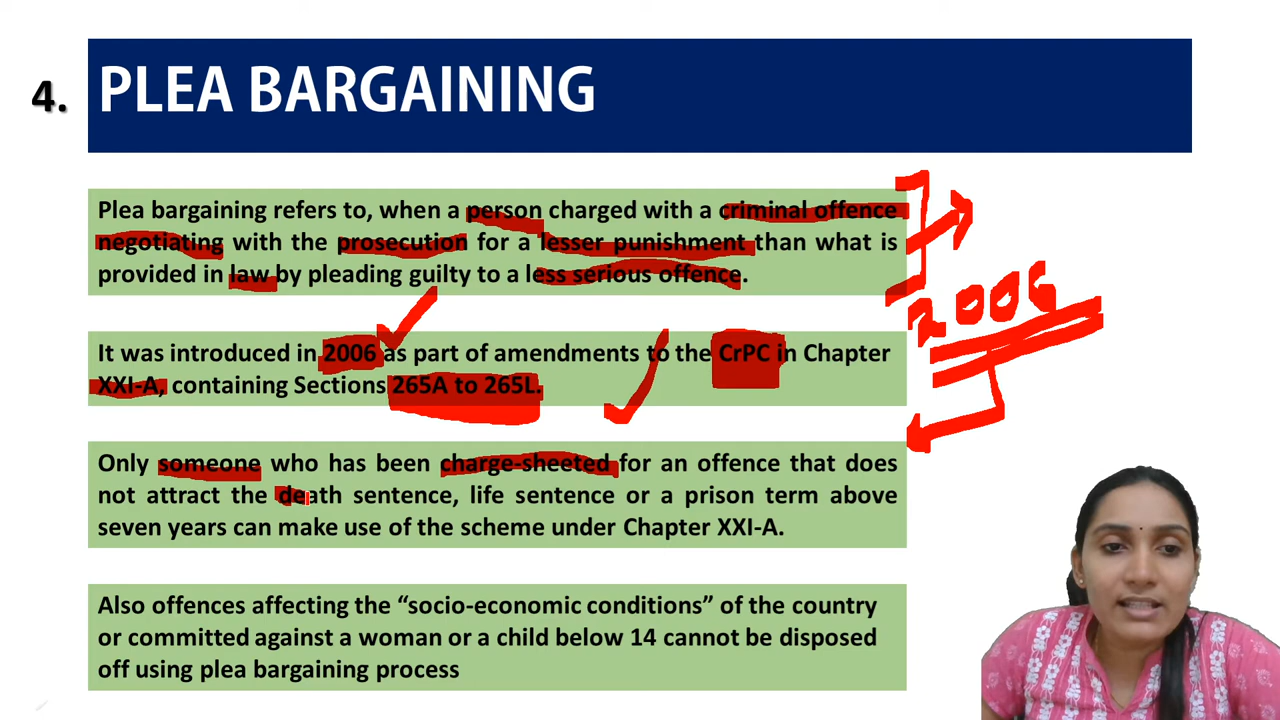 4. PLEA BARGAINING
Plea bargaining refers to, when a person charged with a criminal offence
negotiating with the prosecution for a lesser punishment than what is
provided in law by pleading guilty to a less serious offence.
2006
It was introduced in 2006 as part of amendments to the CrPC in Chapter
XXI-A, containing Sections 265A to 265L.
Only someone who has been charge-sheeted for an offence that does
not attract the death sentence, life sentence or a prison term above
seven years can make use of the scheme under Chapter XXI-A.
Also offences affecting the “socio-economic conditions” of the country
or committed against a woman or a child below 14 cannot be disposed
off using plea bargaining process